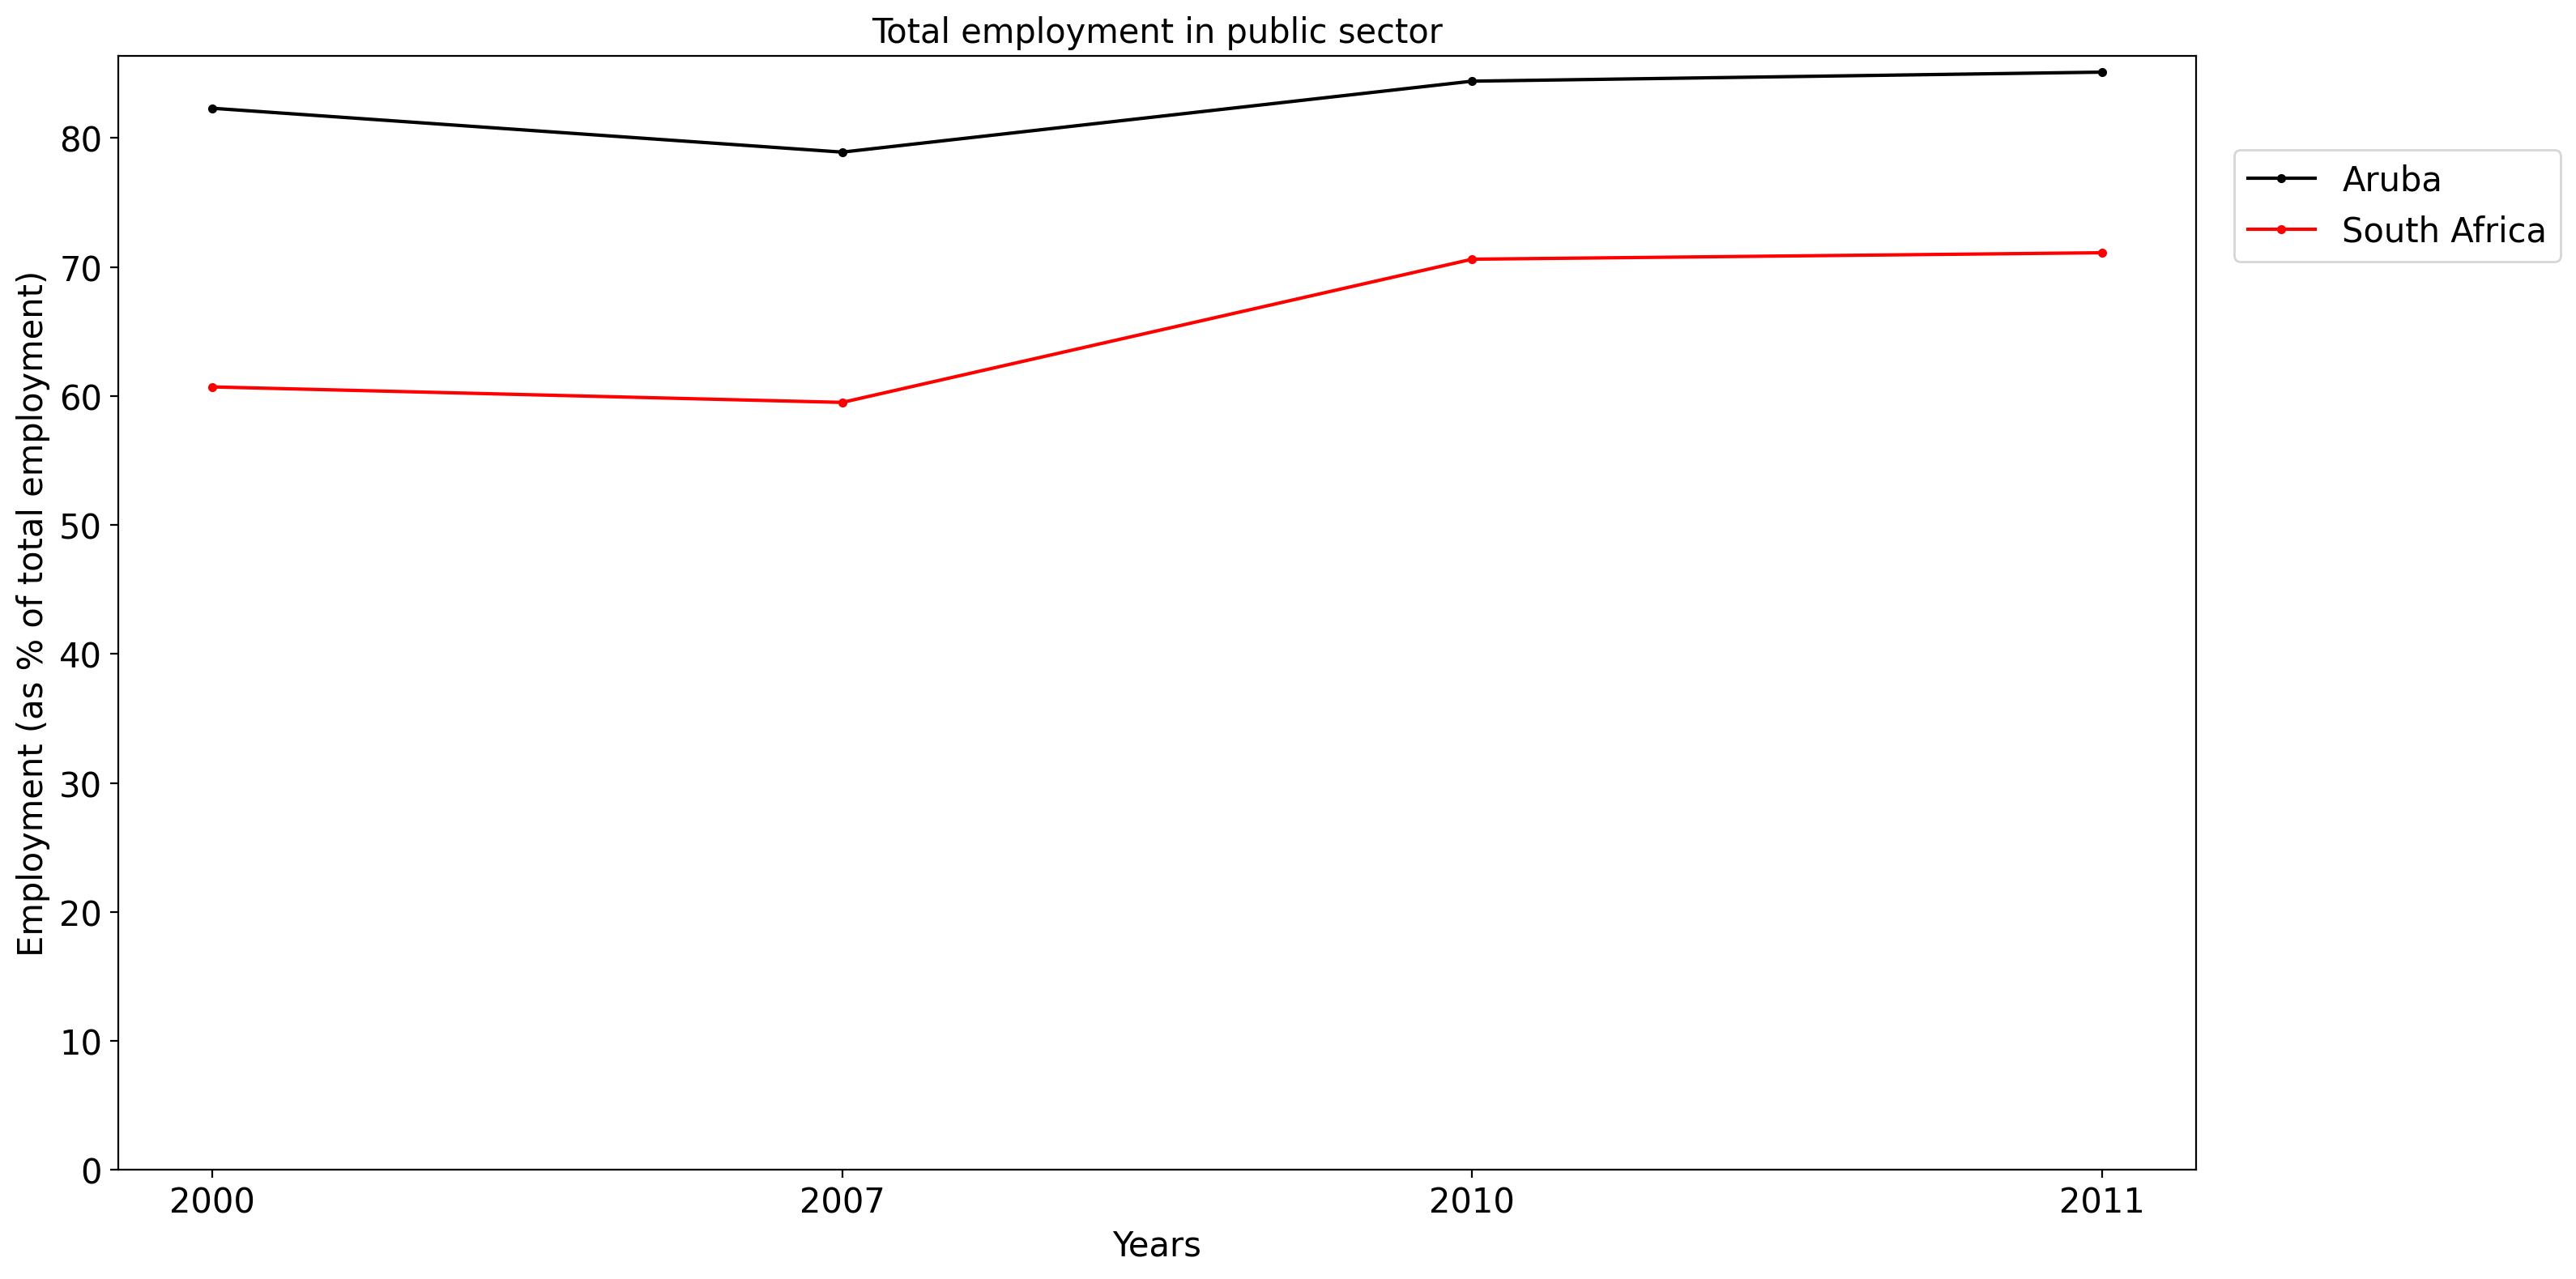 Total employment in public sector
Employment (as % of total employment)
80
70
60
50
40
30
20
10
0
2000 2007 2010 2011
Years
Aruba
South Africa